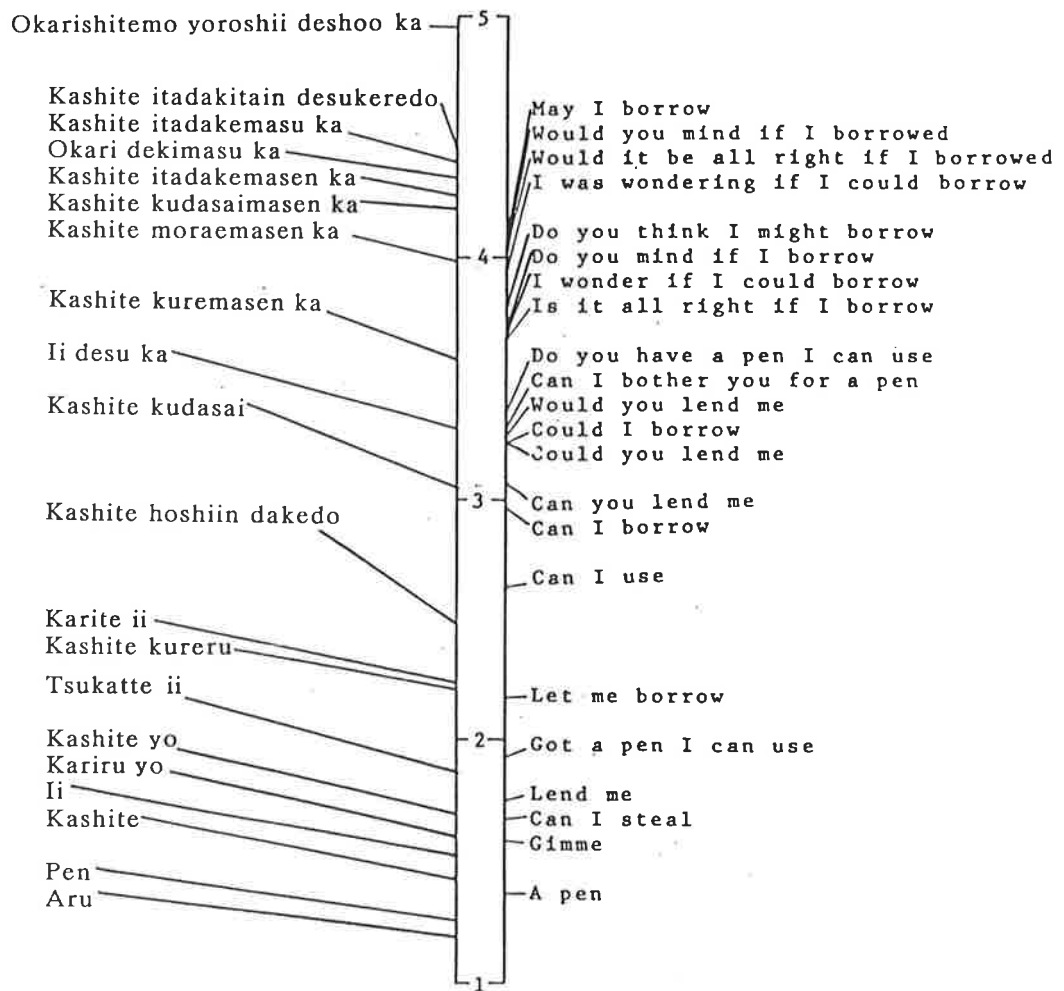 Okarishitemo yoroshii deshoo ka
Kashite itadakitain desukeredo
Kashite itadakemasu ka
Okari dekimasu ka
Kashite itadakemasen ka
Kashite kudasaimasen ka
Kashite moraemasen ka
Kashite kuremasen ka
Ii desu ka
Kashite kudasai
Kashite hoshiin dakedo
Karite ii
Kashite kureru
Tsukatte ii
Kashite yo
Kariru yo
Ii
Kashite
Pen
Aru
5
4
3
2
1
May I borrow
Would you mind if I borrowed
Would it be all right if I borrowed
I was wondering if I could borrow
Do you think I might borrow
Do you mind if I borrow
I wonder if I could borrow
Is it all right if I borrow
Do you have a pen I can use
Can I bother you for a pen
Would you lend me
Could I borrow
Could you lend me
Can you lend me
Can I borrow
Can I use
Let me borrow
Got a pen I can use
Lend me
Can I steal
Gimme
A pen